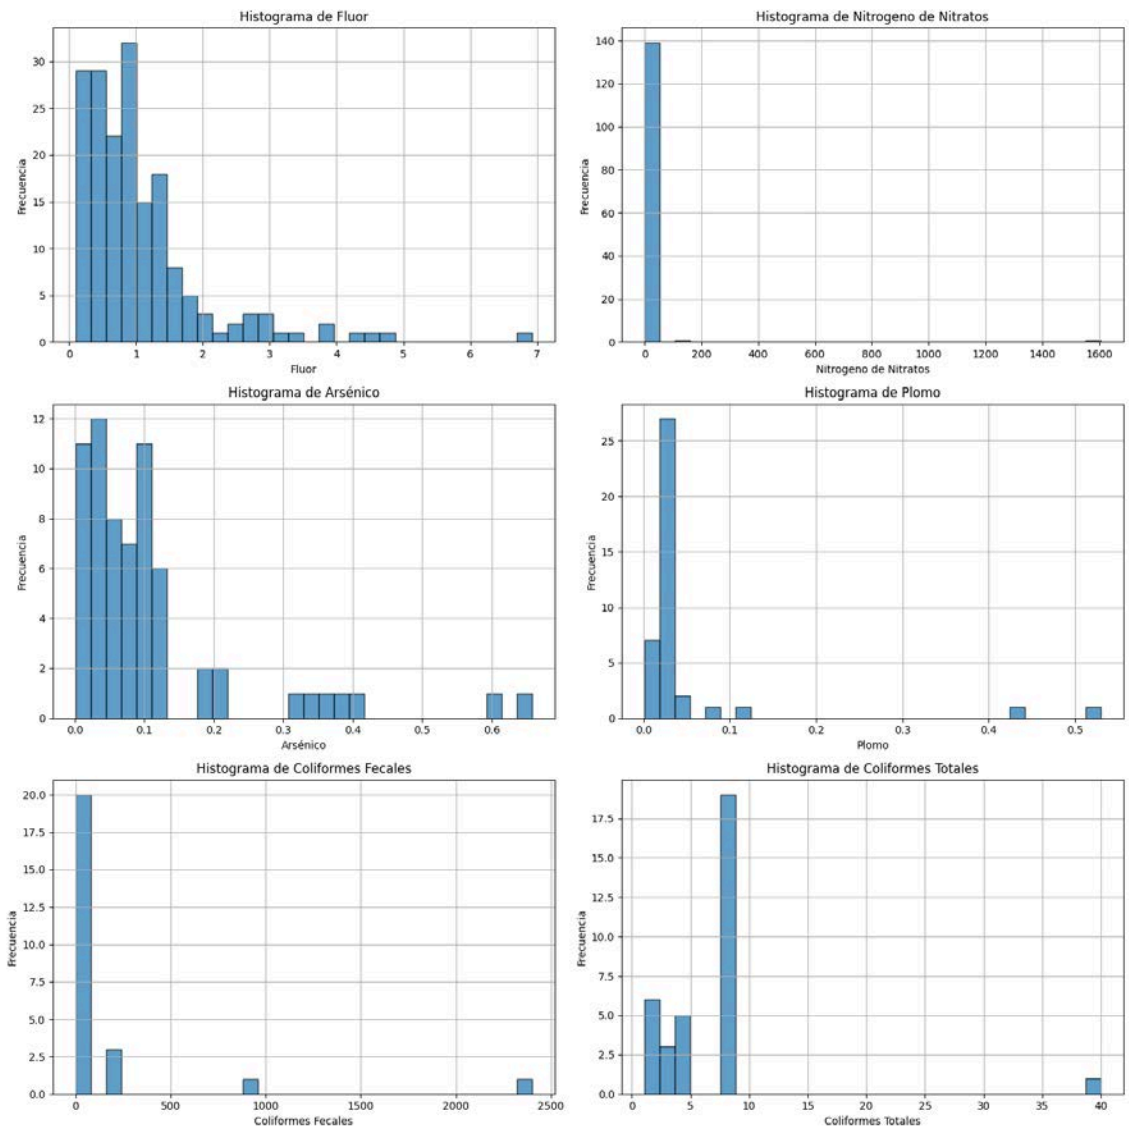 Histograma de Fluor
30
25
20
15
10
5
0
Frecuencia
0 1 2 3 4 5 6 7
Fluor
Histograma de Nitrogeno de Nitratos
140
120
100
80
60
40
20
0
Frecuencia
0 200 400 600 800 1000 1200 1400 1600
Nitrogeno de Nitratos
Histograma de Arsénico
12
10
8
6
4
2
0
Frecuencia
0.0 0.1 0.2 0.3 0.4 0.5 0.6
Arsénico
Histograma de Plomo
25
20
15
10
5
0
Frecuencia
0.0 0.1 0.2 0.3 0.4 0.5
Plomo
Histograma de Coliformes Fecales
20.0
17.5
15.0
12.5
10.0
7.5
5.0
2.5
0.0
Frecuencia
0 500 1000 1500 2000 2500
Coliformes Fecales
Histograma de Coliformes Totales
17.5
15.0
12.5
10.0
7.5
5.0
2.5
0.0
Frecuencia
0 5 10 15 20 25 30 35 40
Coliformes Totales